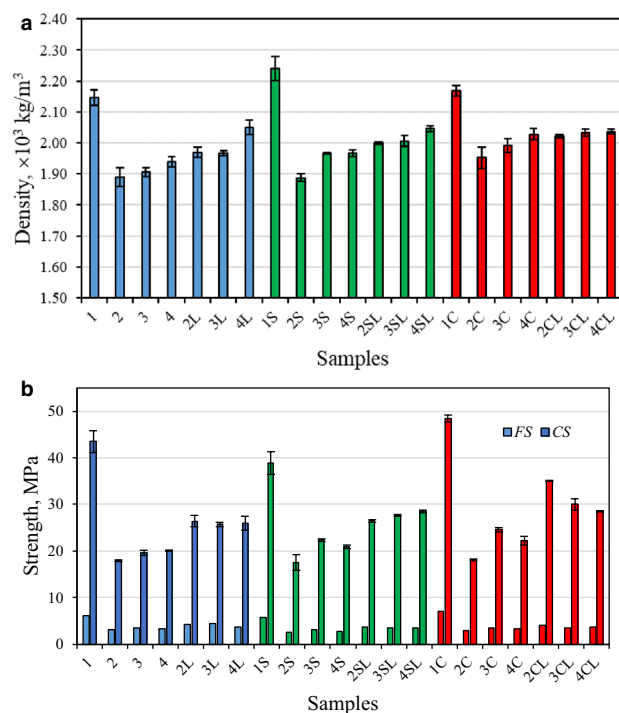 a
Density, ×10³ kg/m³
2.40
2.30
2.20
2.10
2.00
1.90
1.80
1.70
1.60
1.50
1 2 3 4 2L 3L 4L 1S 2S 3S 4S 2SL 3SL 4SL 1C 2C 3C 4C 2CL 3CL 4CL
Samples
b
Strength, MPa
50
40
30
20
10
0
FS CS
1 2 3 4 2L 3L 4L 1S 2S 3S 4S 2SL 3SL 4SL 1C 2C 3C 4C 2CL 3CL 4CL
Samples